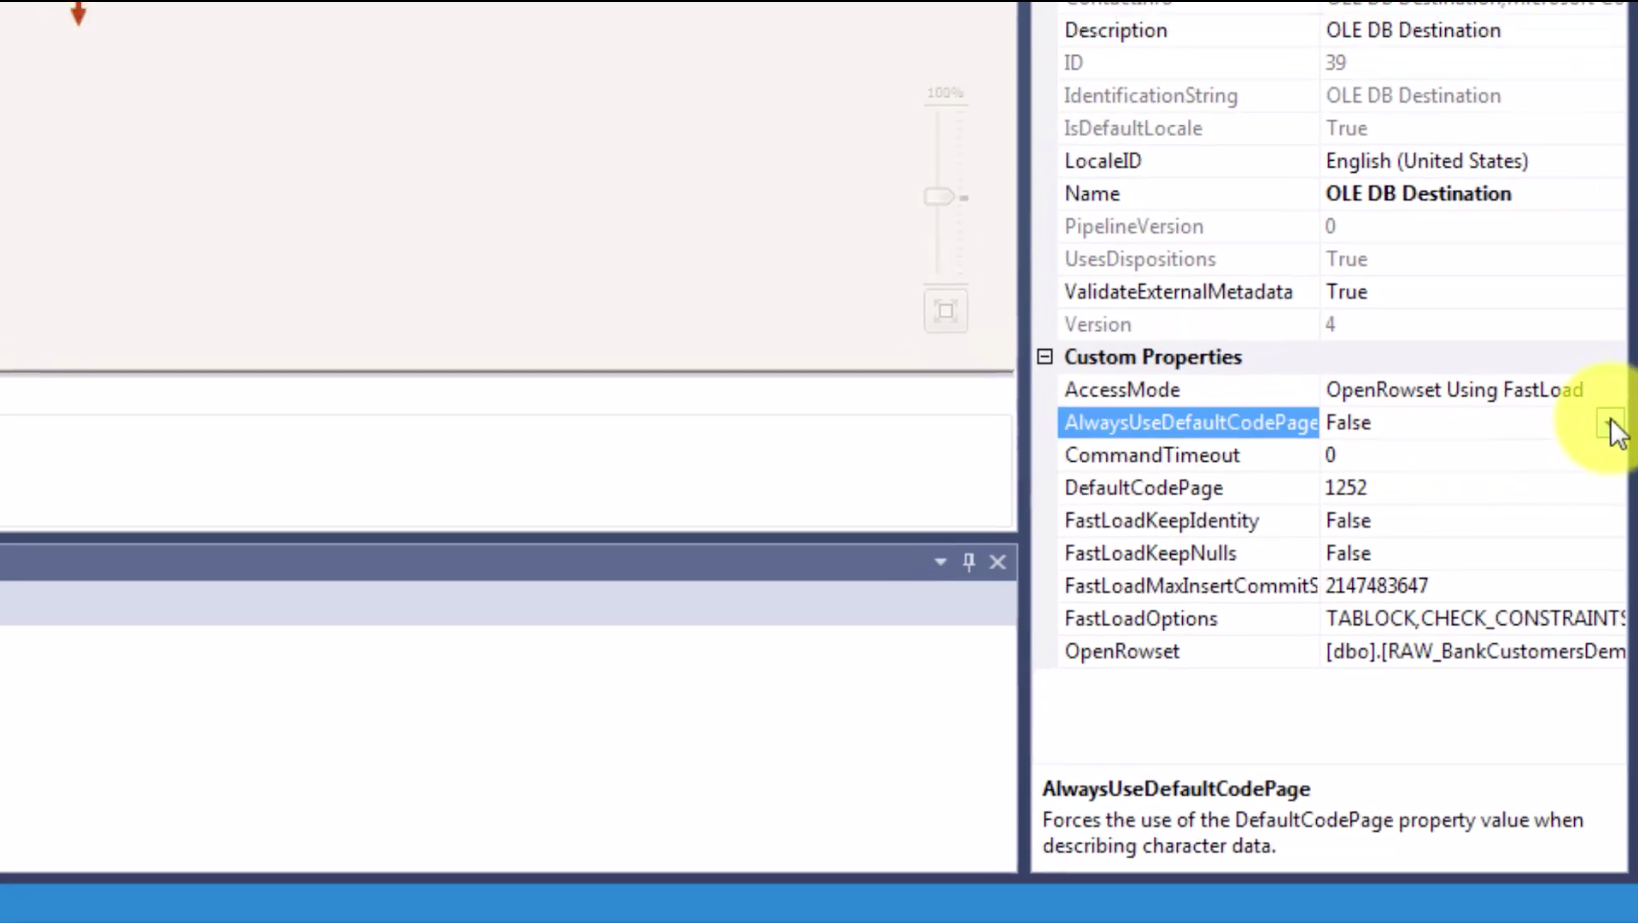 Description OLE DB Destination
ID 39
IdentificationString OLE DB Destination
IsDefaultLocale True
LocaleID English (United States)
Name OLE DB Destination
PipelineVersion 0
UsesDispositions True
ValidateExternalMetadata True
Version 4
Custom Properties
AccessMode OpenRowset Using FastLoad
AlwaysUseDefaultCodePage False
CommandTimeout 0
DefaultCodePage 1252
FastLoadKeepIdentity False
FastLoadKeepNulls False
FastLoadMaxInsertCommitS 2147483647
FastLoadOptions TABLOCK,CHECK_CONSTRAINTS
OpenRowset [dbo].[RAW_BankCustomersDem
AlwaysUseDefaultCodePage
Forces the use of the DefaultCodePage property value when
describing character data.
100%